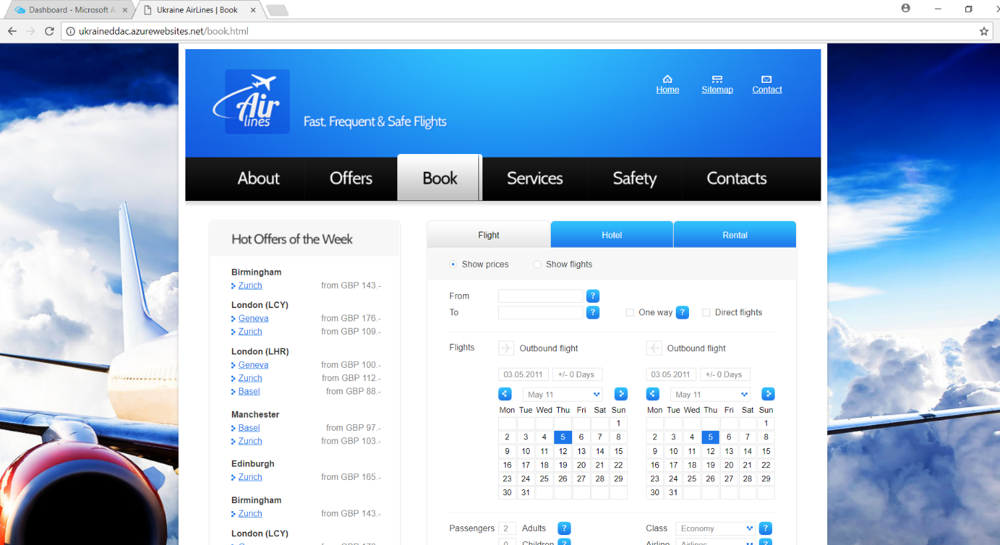 Dashboard - Microsoft A
Ukraine AirLines | Book
ukraineddac.azurewebsites.net/book.html
Air
lines
Fast, Frequent & Safe Flights
Home
Sitemap
Contact
About
Offers
Book
Services
Safety
Contacts
Hot Offers of the Week
Birmingham
Zurich from GBP 143.-
London (LCY)
Geneva from GBP 176.-
Zurich from GBP 109.-
London (LHR)
Geneva from GBP 100.-
Zurich from GBP 112.-
Basel from GBP 88.-
Manchester
Basel from GBP 97.-
Zurich from GBP 103.-
Edinburgh
Zurich from GBP 165.-
Birmingham
Zurich from GBP 143.-
London (LCY)
Flight
Hotel
Rental
Show prices
Show flights
From ?
To ? One way ? Direct flights
Flights Outbound flight Outbound flight
03.05.2011 +/- 0 Days 03.05.2011 +/- 0 Days
May 11 May 11
Mon Tue Wed Thu Fri Sat Sun Mon Tue Wed Thu Fri Sat Sun
1 1
2 3 4 5 6 7 8 2 3 4 5 6 7 8
9 10 11 12 13 14 15 9 10 11 12 13 14 15
16 17 18 19 20 21 22 16 17 18 19 20 21 22
23 24 25 26 27 28 29 23 24 25 26 27 28 29
30 31 30 31
Passengers 2 Adults ? Class Economy ?
0 Children ? Airline Airlines ?